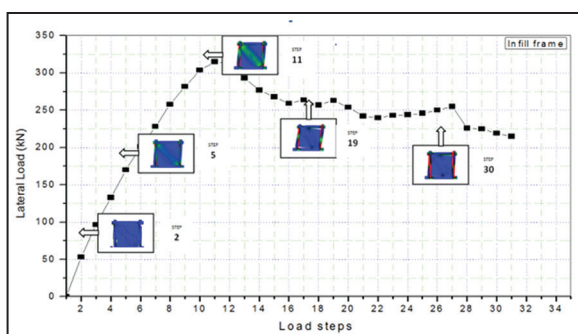 Infill frame
Lateral Load (kN)
350
300
250
200
150
100
50
0
STEP
11
STEP
5
STEP
2
STEP
19
STEP
30
2 4 6 8 10 12 14 16 18 20 22 24 26 28 30 32 34
Load steps